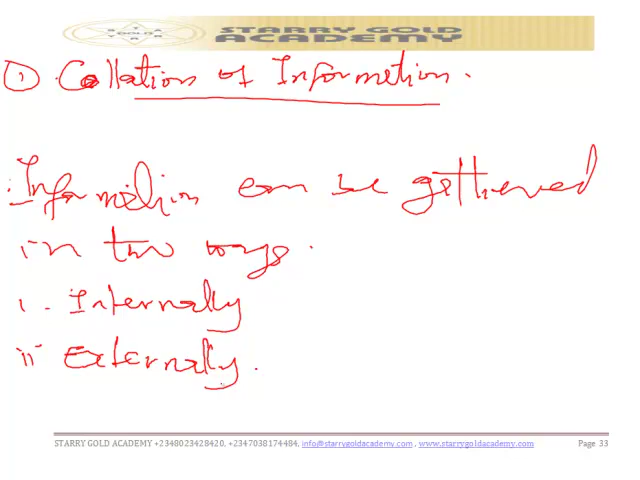 STARRY GOLD
ACADEMY
① Collation of Information.
Information can be gathered
in two ways.
i. Internally
ii Externally.
STARRY GOLD ACADEMY +2348023428420, +2347038174484, info@starrygoldacademy.com , www.starrygoldacademy.com Page 33